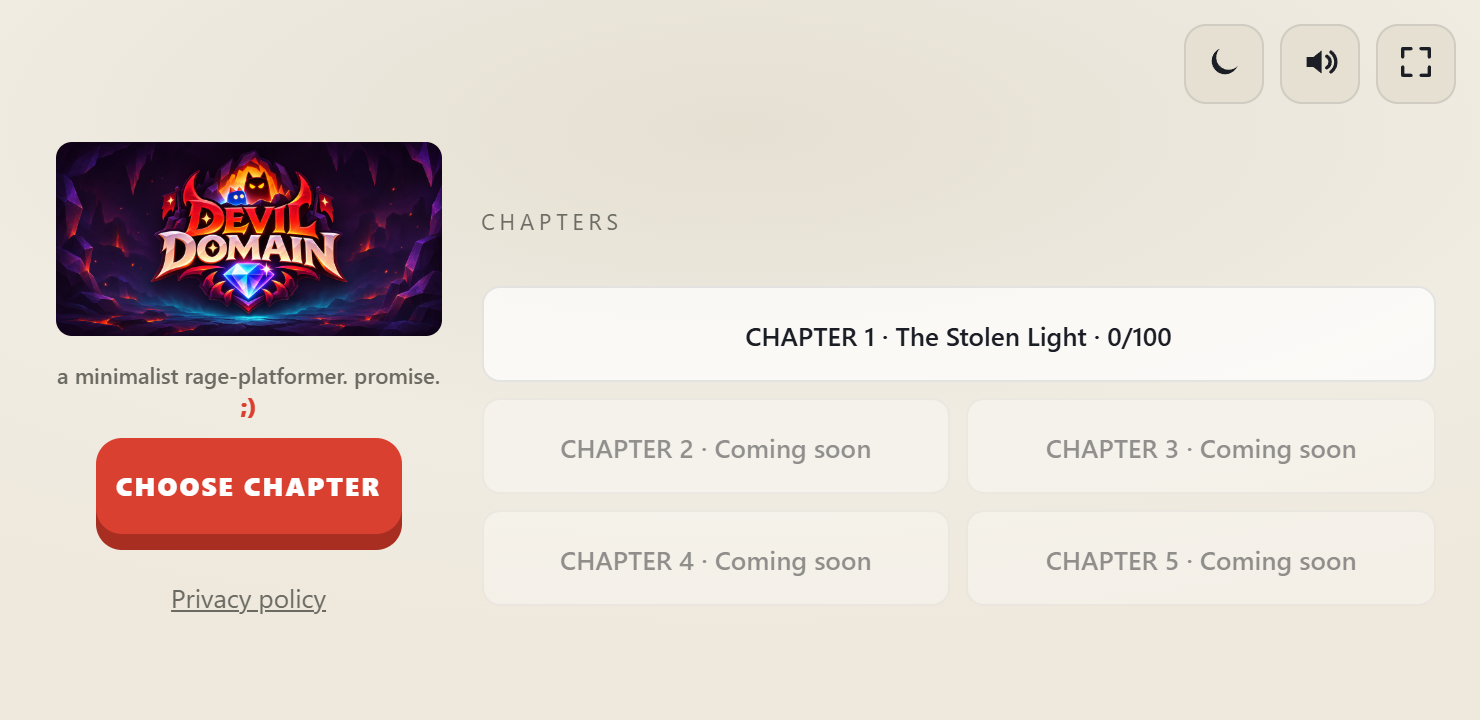 DEVIL
DOMAIN
a minimalist rage-platformer. promise.
;)
CHOOSE CHAPTER
Privacy policy
CHAPTERS
CHAPTER 1 · The Stolen Light · 0/100
CHAPTER 2 · Coming soon
CHAPTER 3 · Coming soon
CHAPTER 4 · Coming soon
CHAPTER 5 · Coming soon